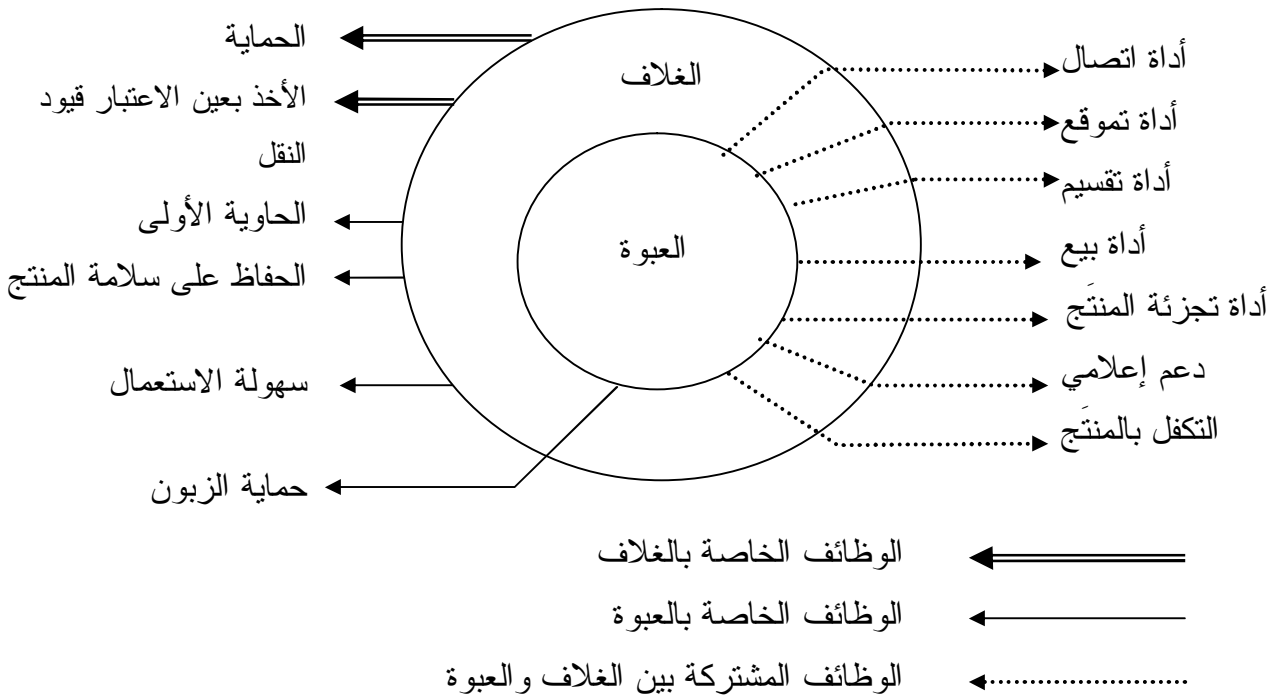 الحماية
الأخذ بعين الاعتبار قيود
النقل
الحاوية الأولى
الحفاظ على سلامة المنتج
سهولة الاستعمال
حماية الزبون
الغلاف
العبوة
أداة اتصال
أداة تموقع
أداة تقسيم
أداة بيع
أداة تجزئة المنتَج
دعم إعلامي
التكفل بالمنتَج
الوظائف الخاصة بالغلاف
الوظائف الخاصة بالعبوة
الوظائف المشتركة بين الغلاف والعبوة